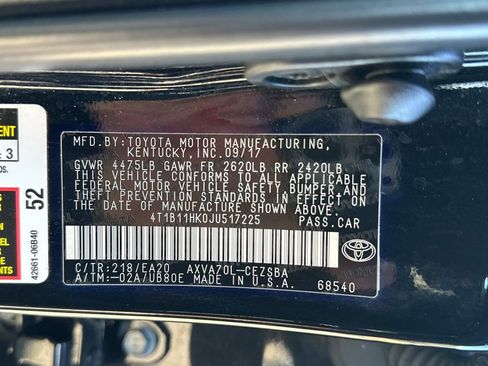 MFD.BY:TOYOTA MOTOR MANUFACTURING,
KENTUCKY, INC.09/17
GVWR 4475LB GAWR FR 2620LB RR 2420LB
THIS VEHICLE CONFORMS TO ALL APPLICABLE
FEDERAL MOTOR VEHICLE SAFETY,BUMPER,AND
THEFT PREVENTION STANDARDS IN EFFECT ON
THE DATE OF MANUFACTURE SHOWN ABOVE.
4T1B11HK0JU517225 PASS.CAR
C/TR:218/EA20 AXVA70L-CEZSBA
A/TM:-02A/UB80E MADE IN U.S.A. 68540
3
52
42661-06B40